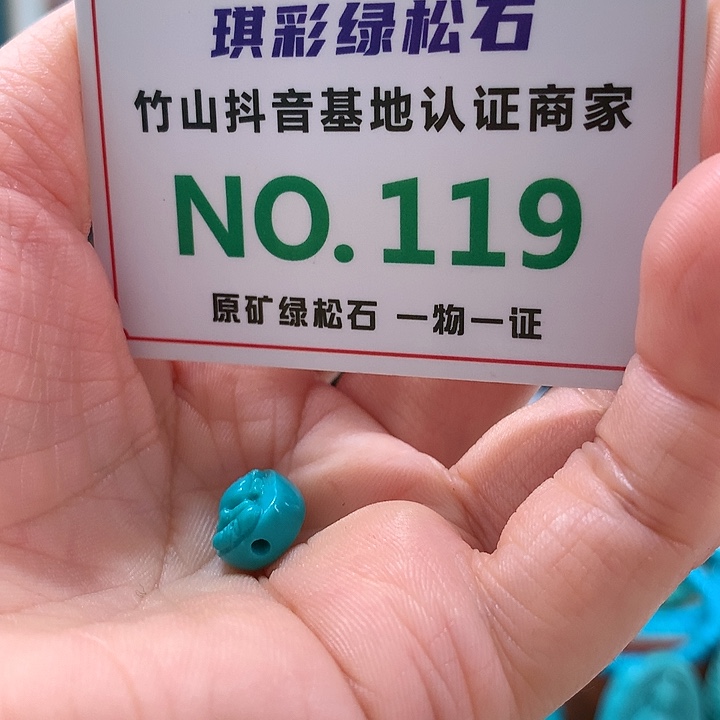 琪彩绿松石
竹山抖音基地认证商家
NO.119
原矿绿松石 一物一证